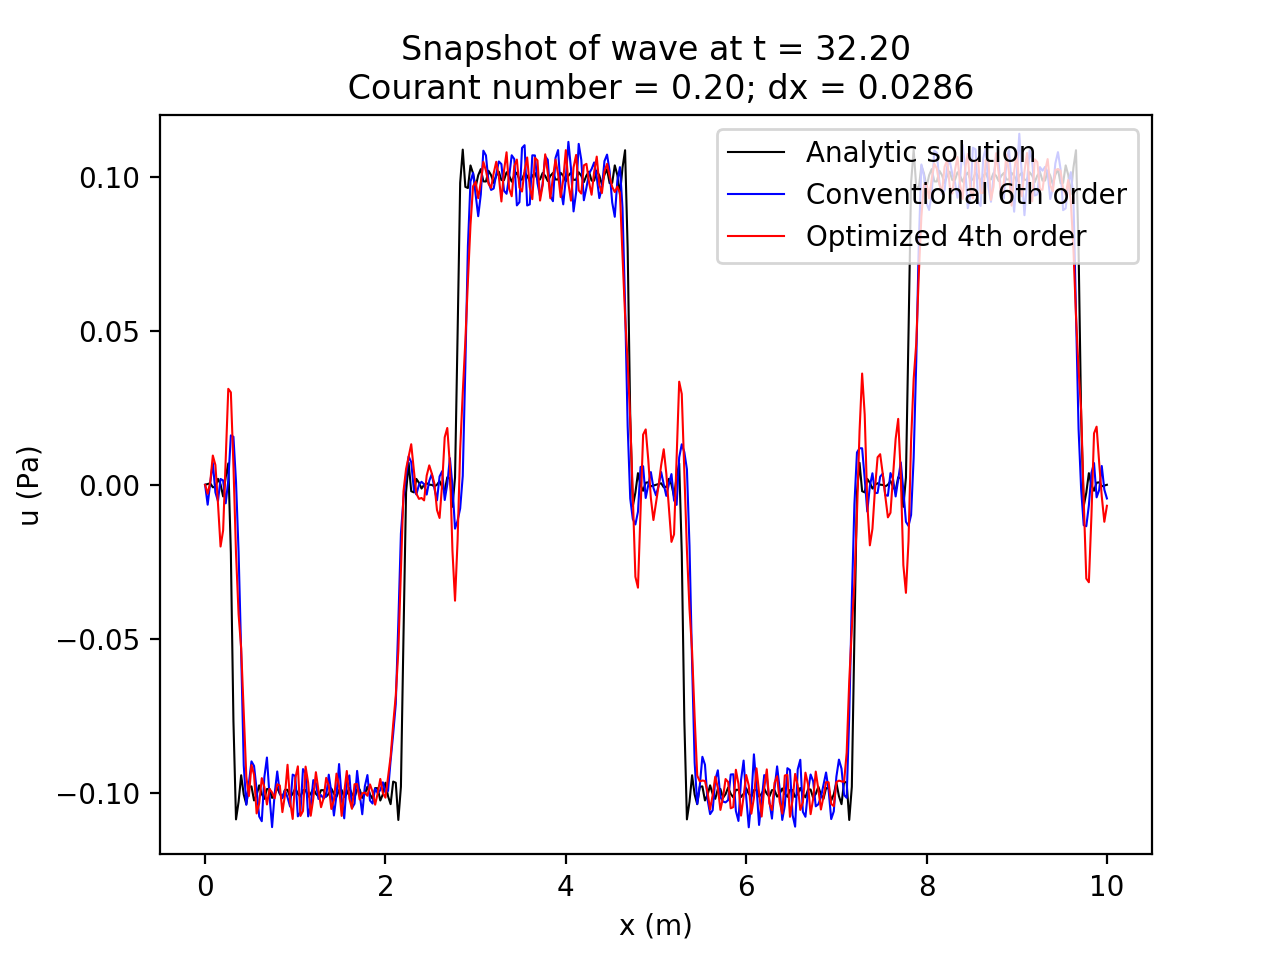 Snapshot of wave at t = 32.20
Courant number = 0.20; dx = 0.0286
Analytic solution
Conventional 6th order
Optimized 4th order
0.10
0.05
0.00
−0.05
−0.10
u (Pa)
0 2 4 6 8 10
x (m)